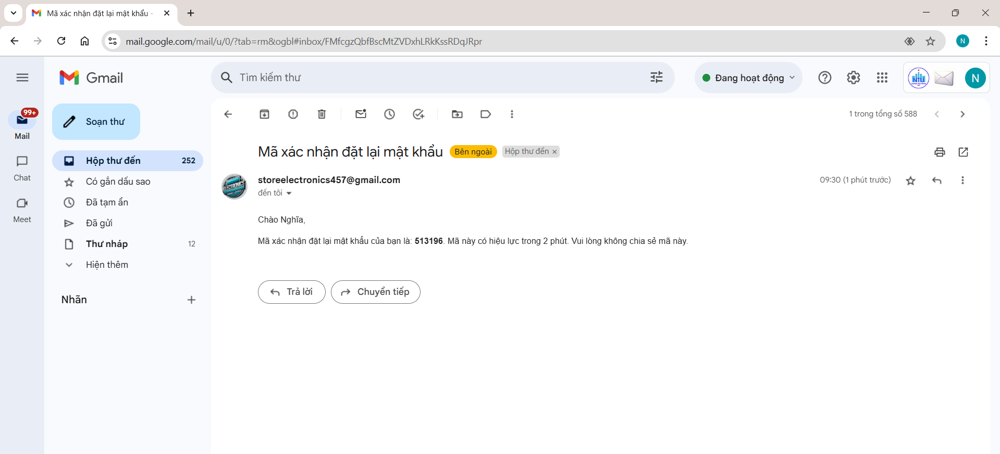 Mã xác nhận đặt lại mật khẩu -
mail.google.com/mail/u/0/?tab=rm&ogbl#inbox/FMfcgzQbfBscMtZVDxhLRkKssRDqJRpr
N
Gmail
Tìm kiếm thư
Đang hoạt động
NTU
N
99+
Mail
Chat
Meet
Soạn thư
Hộp thư đến 252
Có gắn dấu sao
Đã tạm ẩn
Đã gửi
Thư nháp 12
Hiện thêm
Nhãn
1 trong tổng số 588
Mã xác nhận đặt lại mật khẩu Bên ngoài Hộp thư đến ×
ELECTRONICS
storeelectronics457@gmail.com
09:30 (1 phút trước)
đến tôi
Chào Nghĩa,
Mã xác nhận đặt lại mật khẩu của bạn là: 513196. Mã này có hiệu lực trong 2 phút. Vui lòng không chia sẻ mã này.
Trả lời
Chuyển tiếp